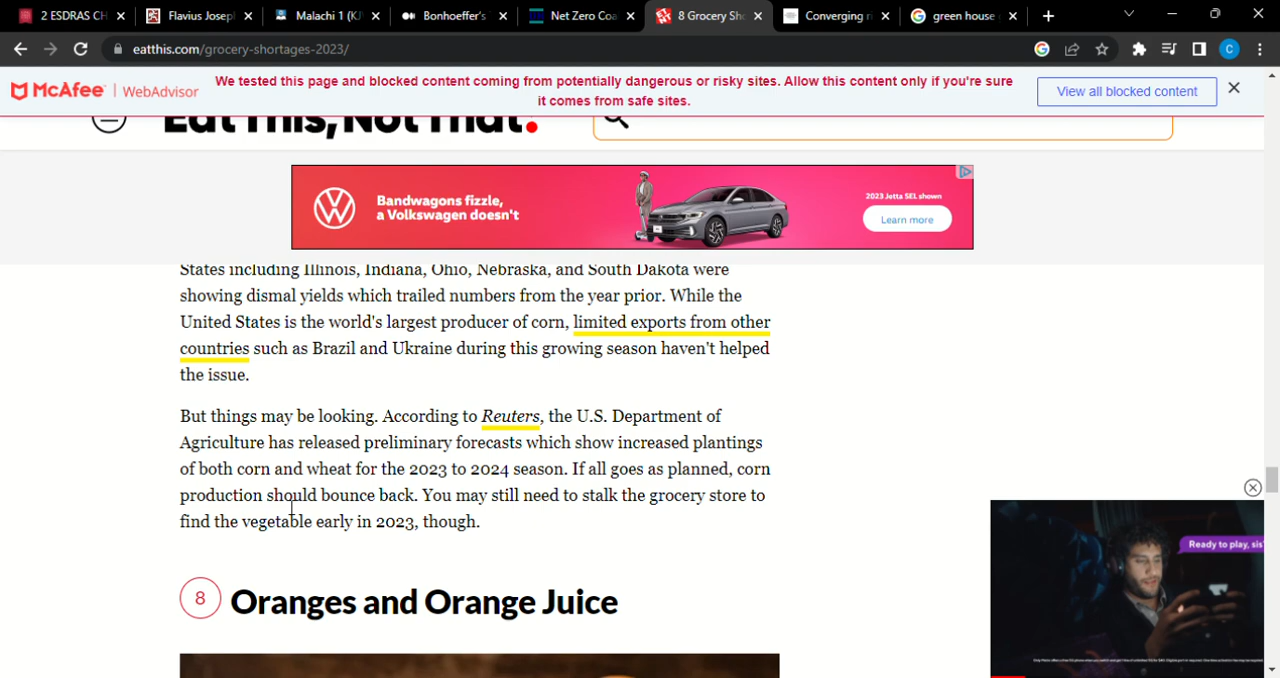 2 ESDRAS CH
Flavius Josep
Malachi 1 (KJ
Bonhoeffer's
Net Zero Coa
8 Grocery Sho
Converging ri
green house
eatthis.com/grocery-shortages-2023/
C
McAfee | WebAdvisor
We tested this page and blocked content coming from potentially dangerous or risky sites. Allow this content only if you're sure
it comes from safe sites.
View all blocked content
Eat This, Not That.
Bandwagons fizzle,
a Volkswagen doesn't
2023 Jetta SEL shown
Learn more
States including Illinois, Indiana, Ohio, Nebraska, and South Dakota were
showing dismal yields which trailed numbers from the year prior. While the
United States is the world's largest producer of corn, limited exports from other
countries such as Brazil and Ukraine during this growing season haven't helped
the issue.
But things may be looking. According to Reuters, the U.S. Department of
Agriculture has released preliminary forecasts which show increased plantings
of both corn and wheat for the 2023 to 2024 season. If all goes as planned, corn
production should bounce back. You may still need to stalk the grocery store to
find the vegetable early in 2023, though.
8 Oranges and Orange Juice
Ready to play, sis